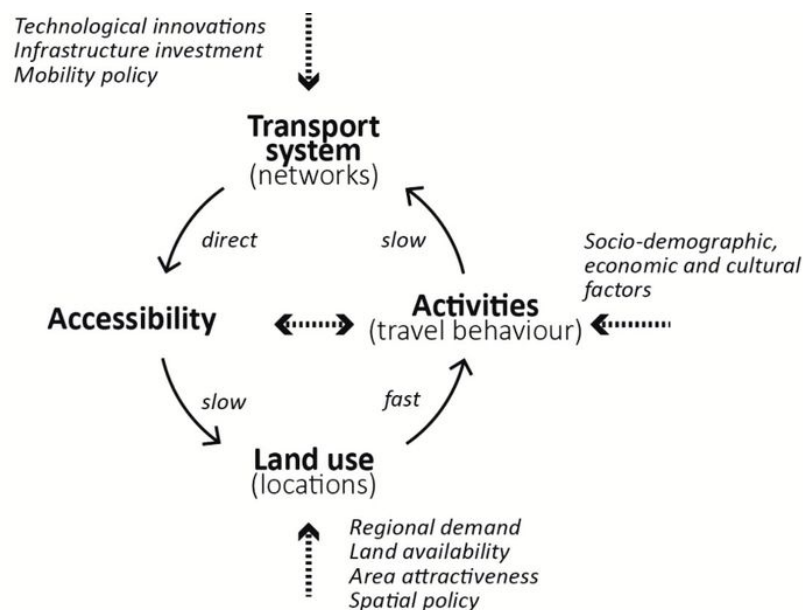 Technological innovations
Infrastructure investment
Mobility policy
Transport
system
(networks)
direct
slow
Socio-demographic,
economic and cultural
factors
Accessibility
Activities
(travel behaviour)
slow
fast
Land use
(locations)
Regional demand
Land availability
Area attractiveness
Spatial policy